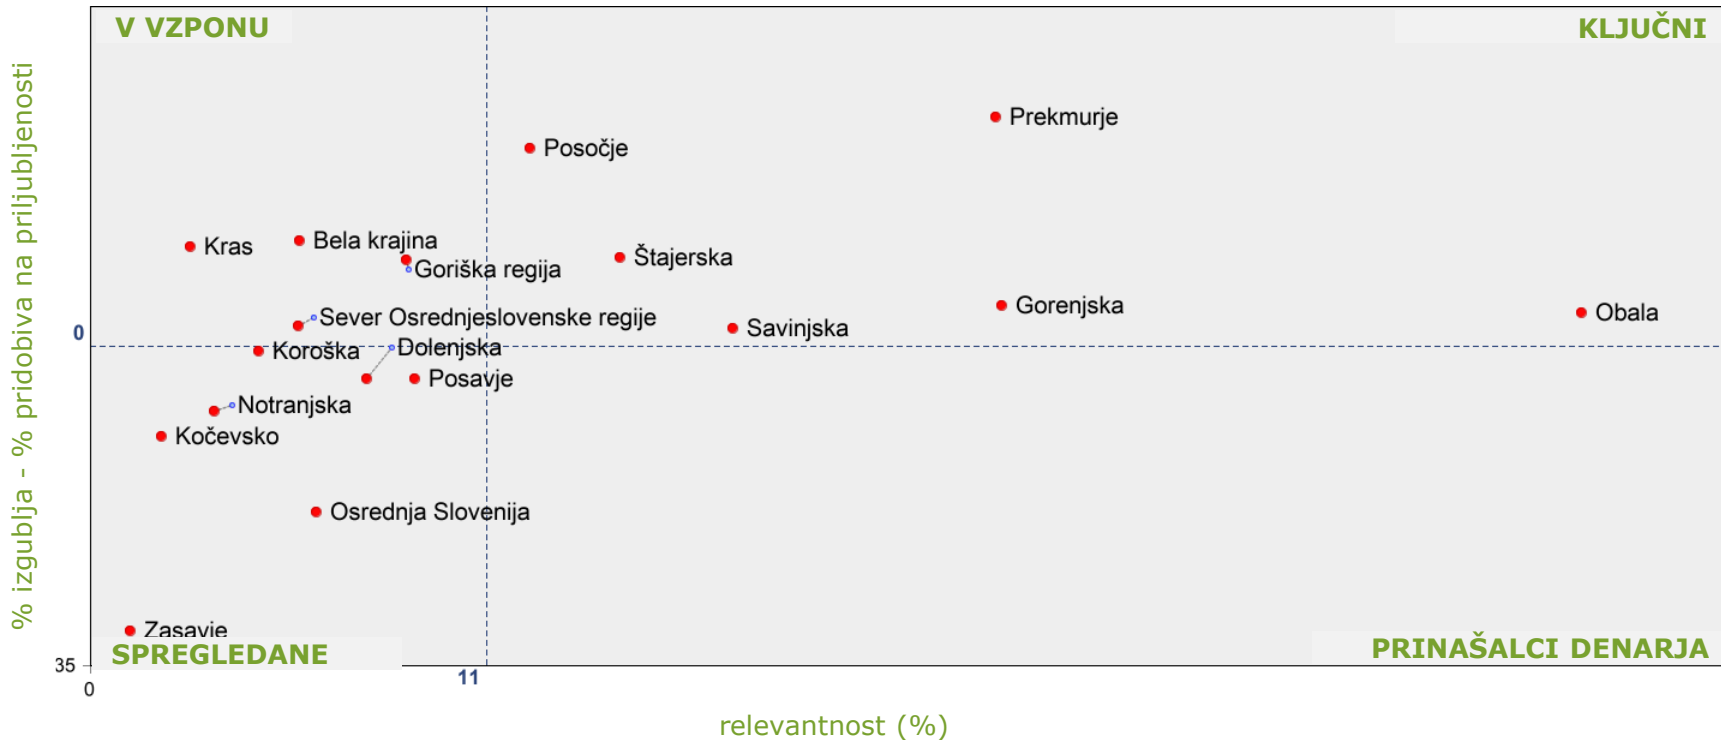 V VZPONU
KLJUČNI
% izgublja - % pridobiva na priljubljenosti
Prekmurje
Posočje
Kras
Bela krajina
Goriška regija
Štajerska
Sever Osrednjeslovenske regije
Gorenjska
Obala
Savinjska
0
Koroška
Dolenjska
Posavje
Notranjska
Kočevsko
Osrednja Slovenija
Zasavje
SPREGLEDANE
PRINAŠALCI DENARJA
35
0
11
relevantnost (%)